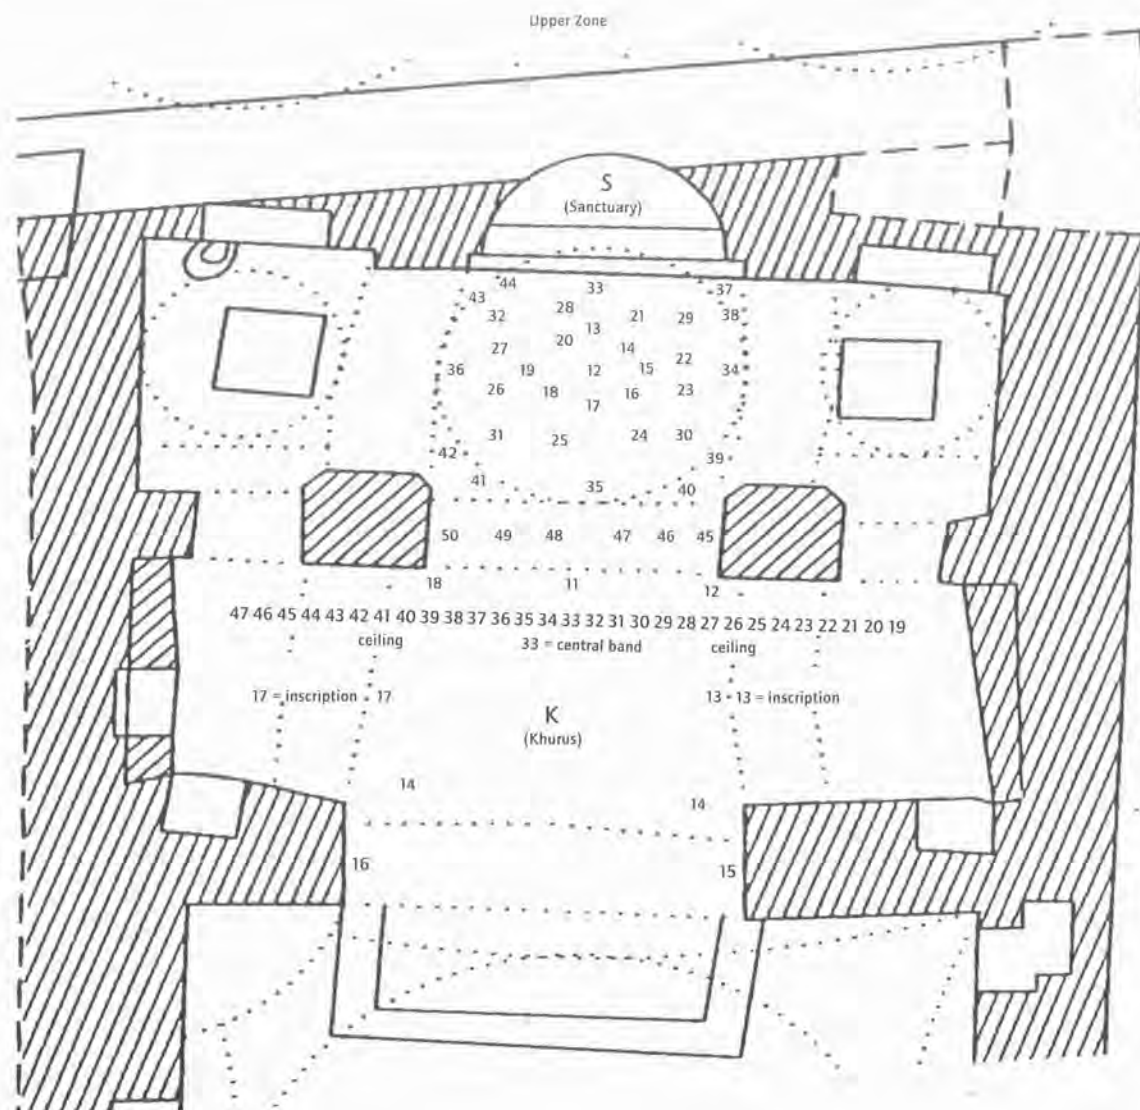 Upper Zone
S
(Sanctuary)
44 33 37
43 28
32 13 21 29 38
27 20 14 22
36 19 12 15 34
26 18 16 23
17
31 25 24 30
42 39
41 35 40
50 49 48 47 46 45
18 11 12
47 46 45 44 43 42 41 40 39 38 37 36 35 34 33 32 31 30 29 28 27 26 25 24 23 22 21 20 19
ceiling 33 = central band ceiling
17 = inscription 17 13 13 = inscription
K
(Khurus)
14 14
16 15